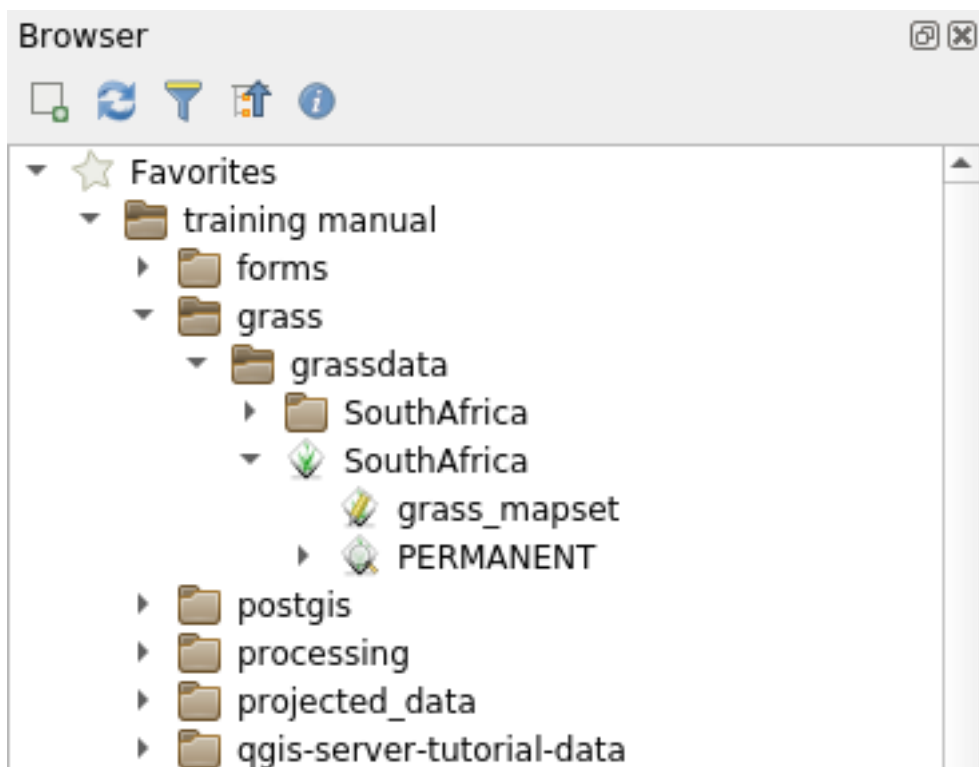 Browser
Favorites
training manual
forms
grass
grassdata
SouthAfrica
SouthAfrica
grass_mapset
PERMANENT
postgis
processing
projected_data
qgis-server-tutorial-data